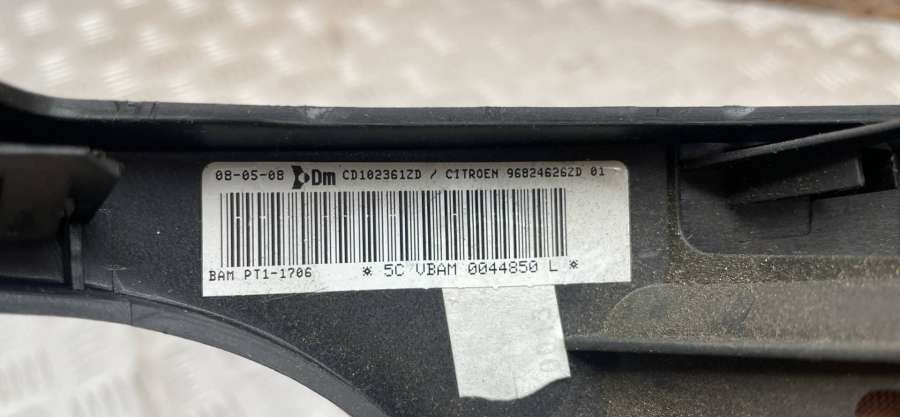 08-05-08 Dm CD102361ZD / CITROEN 96824626ZD 01
BAM PT1-1706 * 5C VBAM 0044850 L *